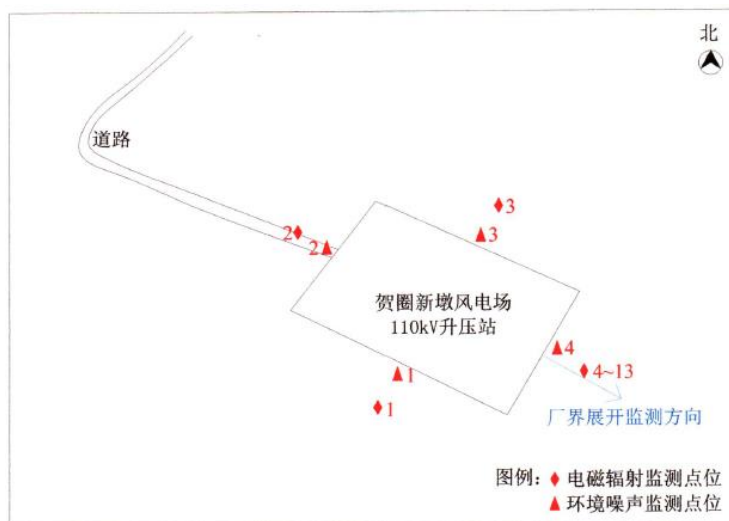 北
道路
3
2
3
2
贺圈新墩风电场
110kV升压站
4
4~13
1
厂界展开监测方向
1
图例：电磁辐射监测点位
环境噪声监测点位